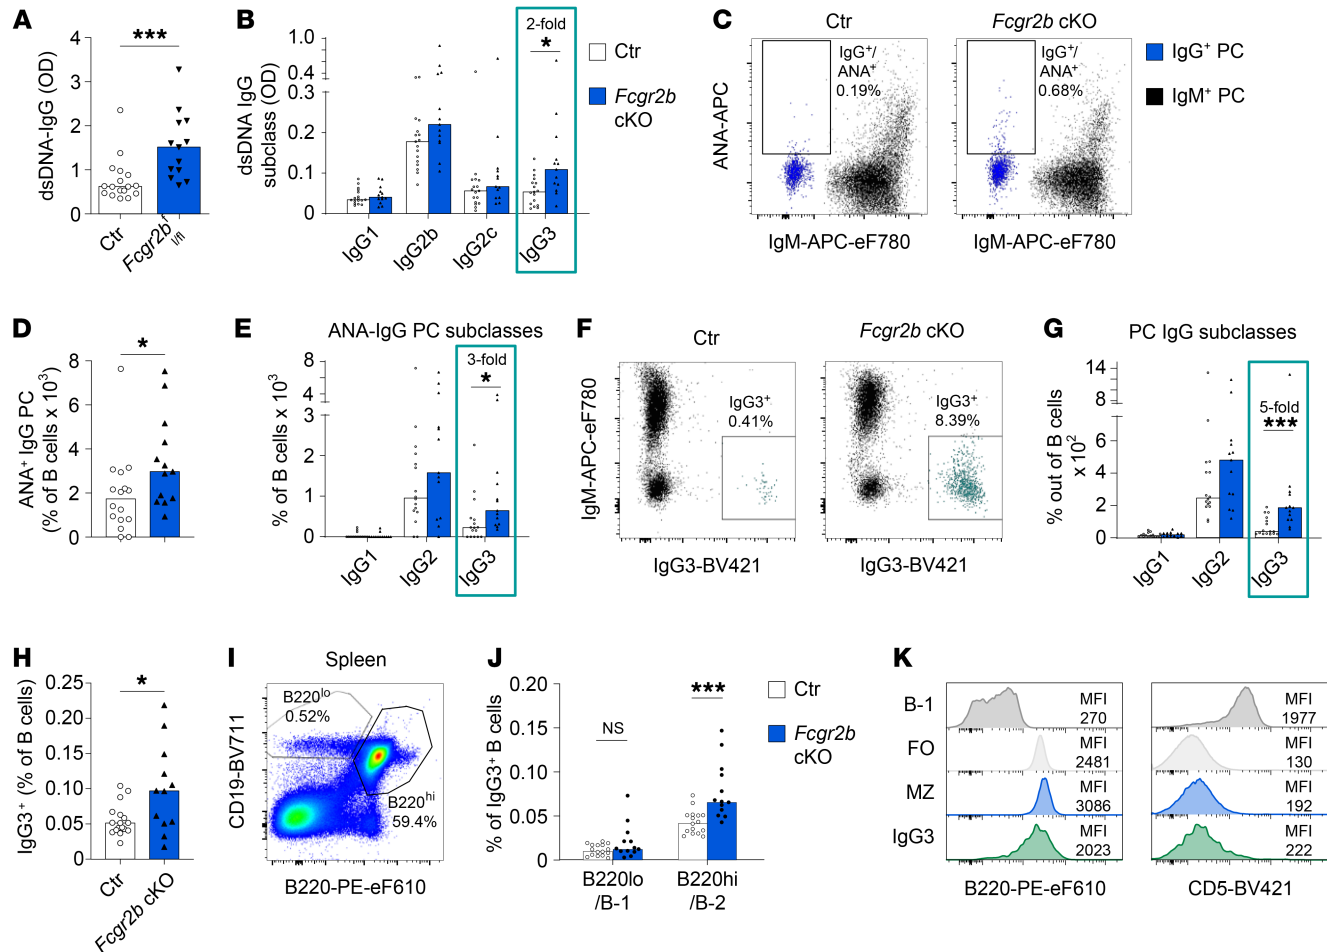 A
***
dsDNA-IgG (OD)
4
3
2
1
0
Ctr
Fcgr2b^f
l/fl
B
dsDNA IgG
subclass (OD)
1.0
0.4
0.3
0.2
0.1
0
2-fold
*
IgG1
IgG2b
IgG2c
IgG3
Ctr
Fcgr2b
cKO
C
Ctr
Fcgr2b cKO
ANA-APC
IgG+/
ANA+
0.19%
IgG+/
ANA+
0.68%
IgM-APC-eF780
IgM-APC-eF780
IgG+ PC
IgM+ PC
D
ANA+ IgG PC
(% of B cells x 10^3)
8
6
4
2
0
*
E
ANA-IgG PC subclasses
% of B cells x 10^3
8
4
3
2
1
0
3-fold
*
IgG1
IgG2
IgG3
F
Ctr
Fcgr2b cKO
IgM-APC-eF780
IgG3+
0.41%
IgG3+
8.39%
IgG3-BV421
IgG3-BV421
G
PC IgG subclasses
% out of B cells
x 10^2
14
8
6
4
2
0
5-fold
***
IgG1
IgG2
IgG3
H
IgG3+ (% of B cells)
0.25
0.20
0.15
0.10
0.05
0
*
Ctr
Fcgr2b cKO
I
Spleen
CD19-BV711
B220^lo
0.52%
B220^hi
59.4%
B220-PE-eF610
J
% of IgG3+ B cells
0.20
0.15
0.10
0.05
0
NS
***
B220lo
/B-1
B220hi
/B-2
Ctr
Fcgr2b
cKO
K
B-1
FO
MZ
IgG3
MFI
270
MFI
2481
MFI
3086
MFI
2023
B220-PE-eF610
MFI
1977
MFI
130
MFI
192
MFI
222
CD5-BV421